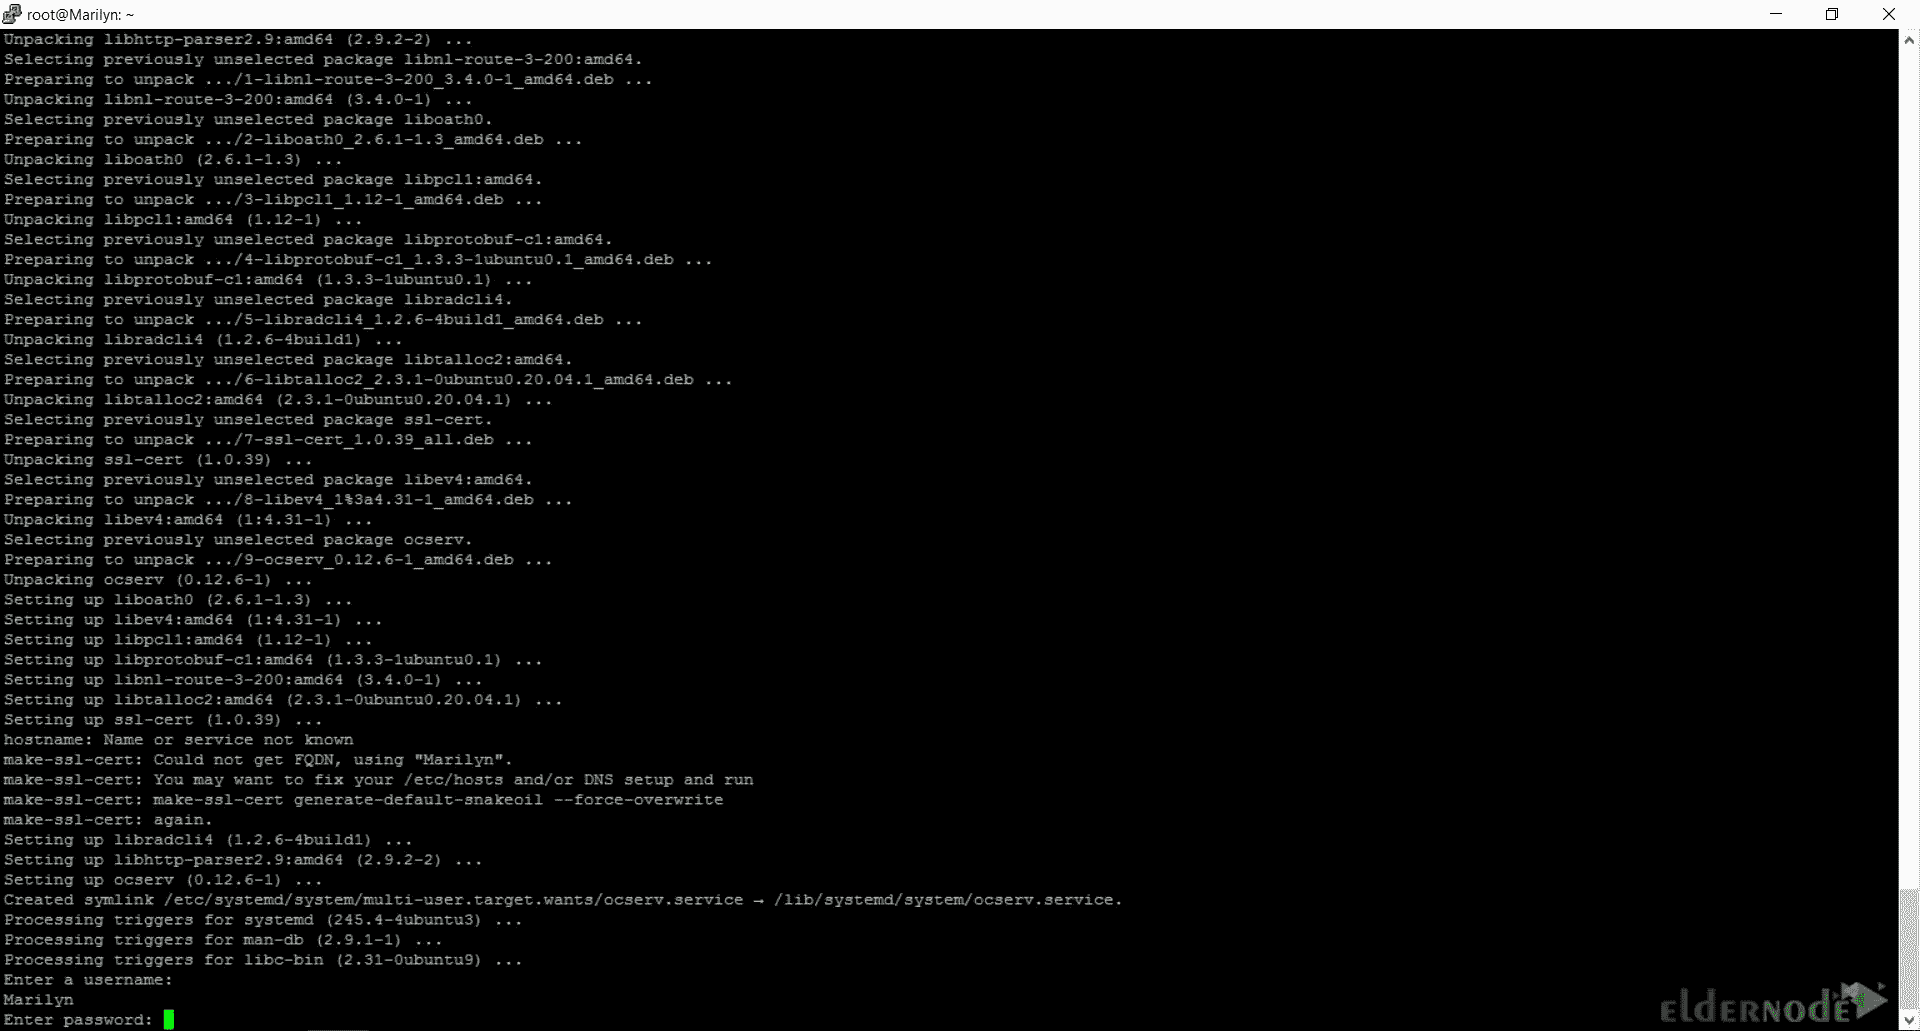 root@Marilyn: ~
Unpacking libhttp-parser2.9:amd64 (2.9.2-2) ...
Selecting previously unselected package libnl-route-3-200:amd64.
Preparing to unpack .../1-libnl-route-3-200_3.4.0-1_amd64.deb ...
Unpacking libnl-route-3-200:amd64 (3.4.0-1) ...
Selecting previously unselected package liboath0.
Preparing to unpack .../2-liboath0_2.6.1-1.3_amd64.deb ...
Unpacking liboath0 (2.6.1-1.3) ...
Selecting previously unselected package libpcl1:amd64.
Preparing to unpack .../3-libpcl1_1.12-1_amd64.deb ...
Unpacking libpcl1:amd64 (1.12-1) ...
Selecting previously unselected package libprotobuf-c1:amd64.
Preparing to unpack .../4-libprotobuf-c1_1.3.3-1ubuntu0.1_amd64.deb ...
Unpacking libprotobuf-c1:amd64 (1.3.3-1ubuntu0.1) ...
Selecting previously unselected package libradcli4.
Preparing to unpack .../5-libradcli4_1.2.6-4build1_amd64.deb ...
Unpacking libradcli4 (1.2.6-4build1) ...
Selecting previously unselected package libtalloc2:amd64.
Preparing to unpack .../6-libtalloc2_2.3.1-0ubuntu0.20.04.1_amd64.deb ...
Unpacking libtalloc2:amd64 (2.3.1-0ubuntu0.20.04.1) ...
Selecting previously unselected package ssl-cert.
Preparing to unpack .../7-ssl-cert_1.0.39_all.deb ...
Unpacking ssl-cert (1.0.39) ...
Selecting previously unselected package libev4:amd64.
Preparing to unpack .../8-libev4_1%3a4.31-1_amd64.deb ...
Unpacking libev4:amd64 (1:4.31-1) ...
Selecting previously unselected package ocserv.
Preparing to unpack .../9-ocserv_0.12.6-1_amd64.deb ...
Unpacking ocserv (0.12.6-1) ...
Setting up liboath0 (2.6.1-1.3) ...
Setting up libev4:amd64 (1:4.31-1) ...
Setting up libpcl1:amd64 (1.12-1) ...
Setting up libprotobuf-c1:amd64 (1.3.3-1ubuntu0.1) ...
Setting up libnl-route-3-200:amd64 (3.4.0-1) ...
Setting up libtalloc2:amd64 (2.3.1-0ubuntu0.20.04.1) ...
Setting up ssl-cert (1.0.39) ...
hostname: Name or service not known
make-ssl-cert: Could not get FQDN, using "Marilyn".
make-ssl-cert: You may want to fix your /etc/hosts and/or DNS setup and run
make-ssl-cert: make-ssl-cert generate-default-snakeoil --force-overwrite
make-ssl-cert: again.
Setting up libradcli4 (1.2.6-4build1) ...
Setting up libhttp-parser2.9:amd64 (2.9.2-2) ...
Setting up ocserv (0.12.6-1) ...
Created symlink /etc/systemd/system/multi-user.target.wants/ocserv.service → /lib/systemd/system/ocserv.service.
Processing triggers for systemd (245.4-4ubuntu3) ...
Processing triggers for man-db (2.9.1-1) ...
Processing triggers for libc-bin (2.31-0ubuntu9) ...
Enter a username:
Marilyn
Enter password:
eldernode